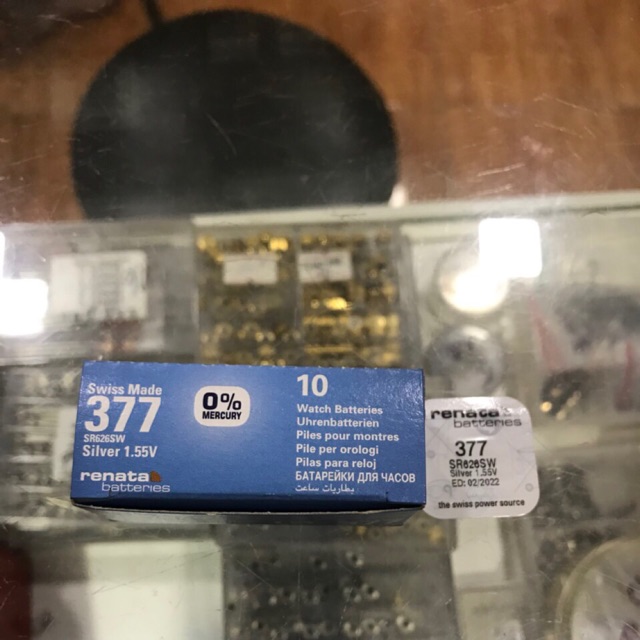 Swiss Made
377
SR626SW
Silver 1.55V
renata
batteries
0%
MERCURY
10
Watch Batteries
Uhrenbatterien
Piles pour montres
Pile per orologi
Pilas para reloj
БАТАРЕЙКИ ДЛЯ ЧАСОВ
بطاريات ساعت
renata
batteries
377
SR626SW
Silver 1.55V
ED: 02/2022
the swiss power source